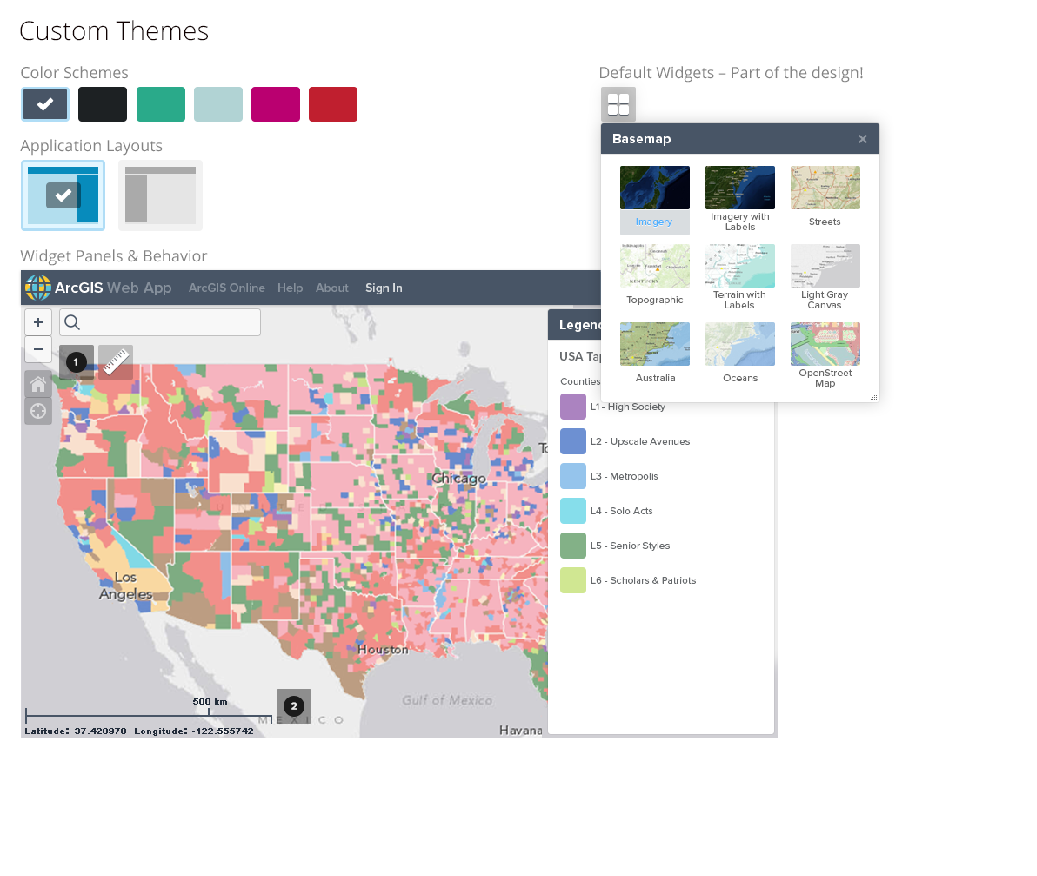 Custom Themes
Color Schemes
Default Widgets – Part of the design!
Application Layouts
Basemap ×
Imagery
Imagery with
Labels
Streets
Topographic
Terrain with
Labels
Light Gray
Canvas
Australia
Oceans
OpenStreet
Map
Widget Panels & Behavior
ArcGIS Web App ArcGIS Online Help About Sign In
+
−
1
Legend
USA Tap
Counties
L1 - High Society
L2 - Upscale Avenues
L3 - Metropolis
L4 - Solo Acts
L5 - Senior Styles
L6 - Scholars & Patriots
To
Chicago
Los
Angeles
Houston
500 km
2
MEXICO
Gulf of Mexico
Havana
Latitude: 37.420970 Longitude: -122.555742